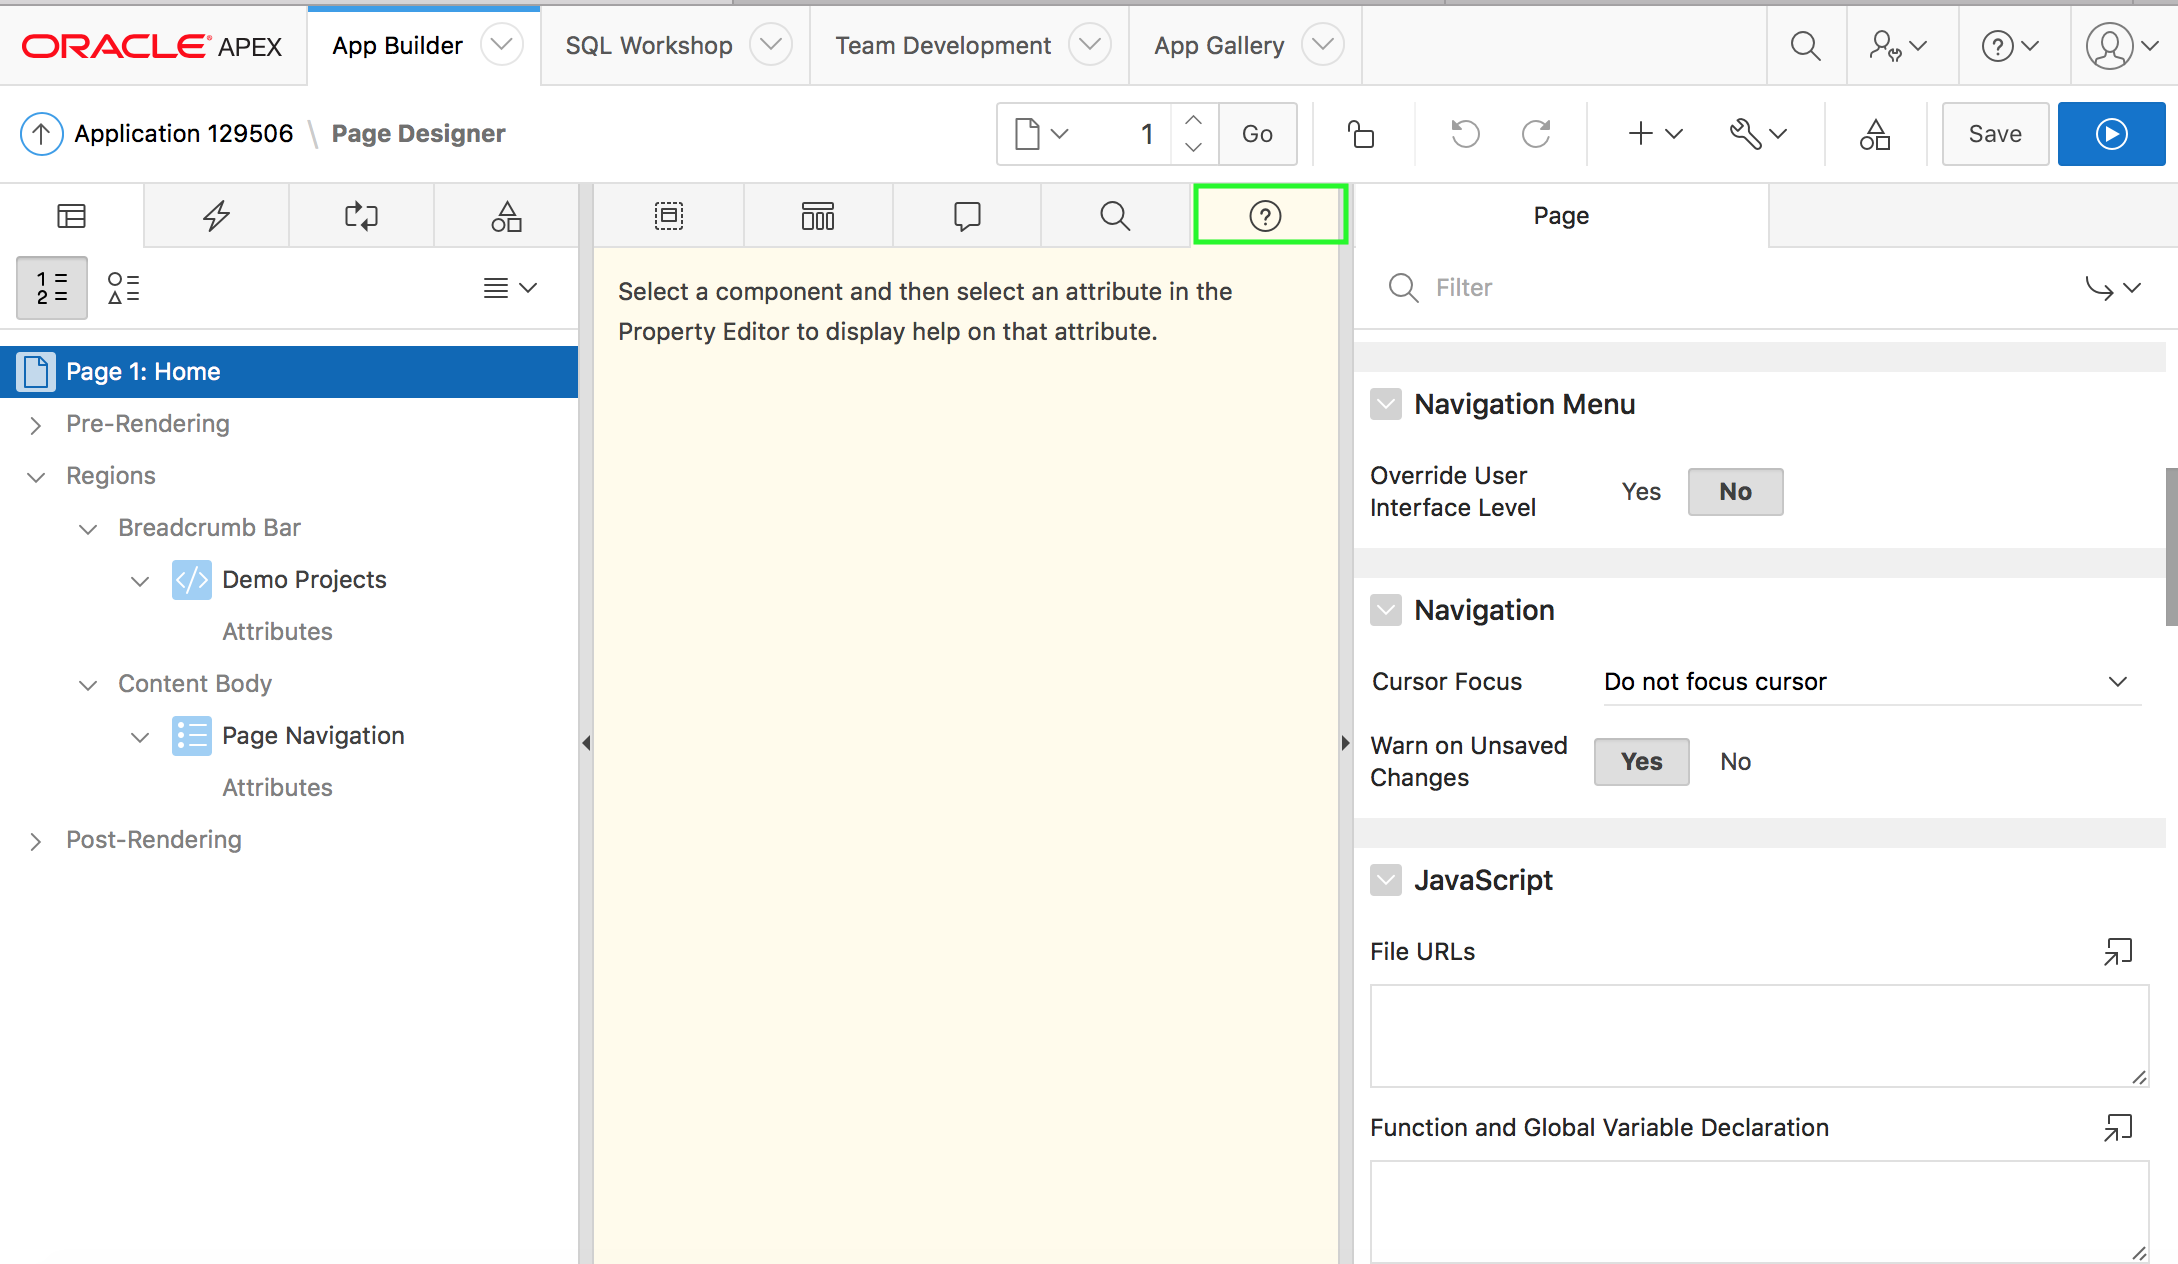 ORACLE APEX
App Builder
SQL Workshop
Team Development
App Gallery
Application 129506 \ Page Designer
1
Go
Save
Page 1: Home
Pre-Rendering
Regions
Breadcrumb Bar
Demo Projects
Attributes
Content Body
Page Navigation
Attributes
Post-Rendering
Select a component and then select an attribute in the
Property Editor to display help on that attribute.
Page
Filter
Navigation Menu
Override User
Interface Level
Yes
No
Navigation
Cursor Focus
Do not focus cursor
Warn on Unsaved
Changes
Yes
No
JavaScript
File URLs
Function and Global Variable Declaration